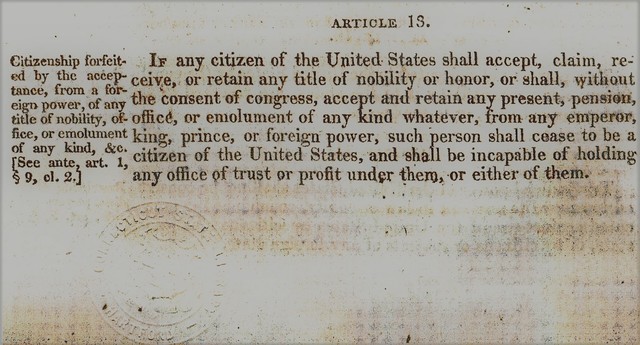 ARTICLE 13.
Citizenship forfeit-
ed by the accep-
tance, from a for-
eign power, of any
title of nobility, of-
fice, or emolument
of any kind, &c.
[See ante, art. 1,
§ 9, cl. 2.]
If any citizen of the United States shall accept, claim, re-
ceive, or retain any title of nobility or honor, or shall, without
the consent of congress, accept and retain any present, pension,
office, or emolument of any kind whatever, from any emperor,
king, prince, or foreign power, such person shall cease to be a
citizen of the United States, and shall be incapable of holding
any office of trust or profit under them, or either of them.